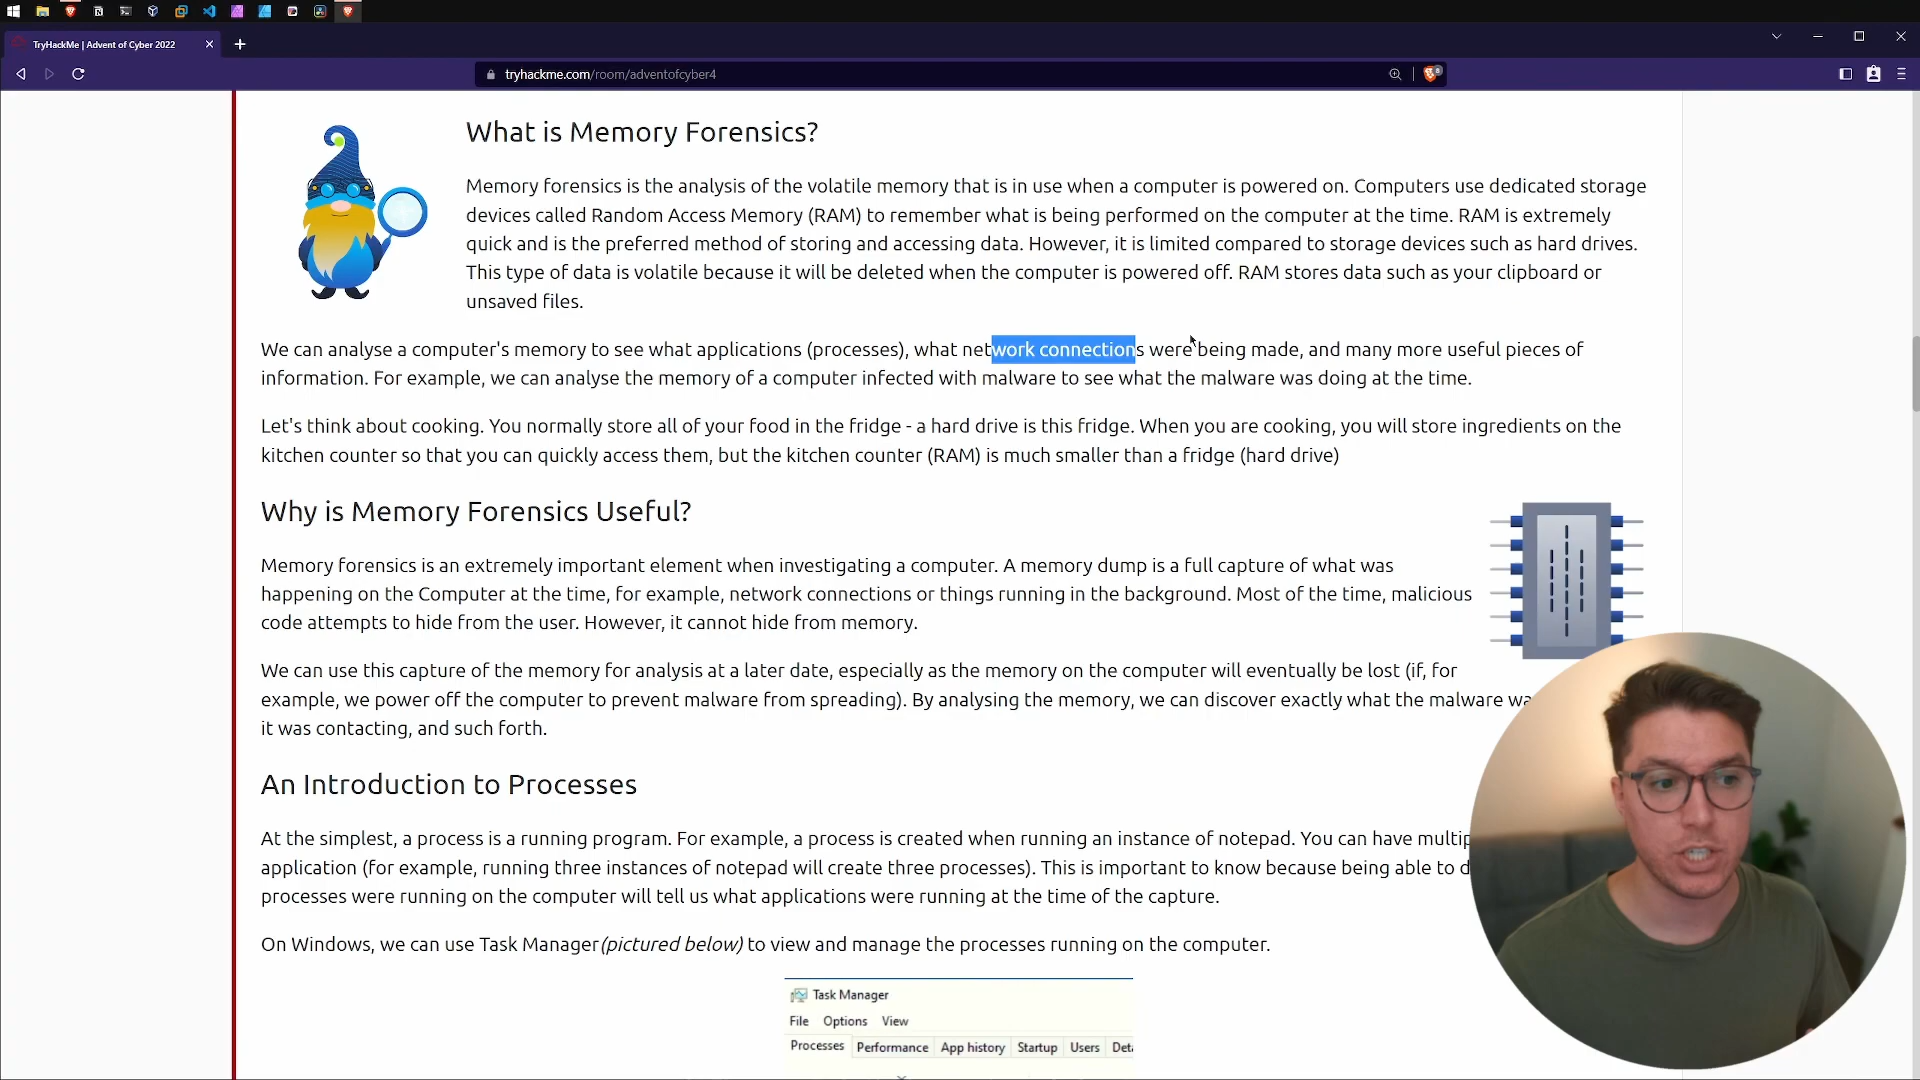 TryHackMe | Advent of Cyber 2022
tryhackme.com/room/adventofcyber4
What is Memory Forensics?
Memory forensics is the analysis of the volatile memory that is in use when a computer is powered on. Computers use dedicated storage
devices called Random Access Memory (RAM) to remember what is being performed on the computer at the time. RAM is extremely
quick and is the preferred method of storing and accessing data. However, it is limited compared to storage devices such as hard drives.
This type of data is volatile because it will be deleted when the computer is powered off. RAM stores data such as your clipboard or
unsaved files.
We can analyse a computer's memory to see what applications (processes), what network connections were being made, and many more useful pieces of
information. For example, we can analyse the memory of a computer infected with malware to see what the malware was doing at the time.
Let's think about cooking. You normally store all of your food in the fridge - a hard drive is this fridge. When you are cooking, you will store ingredients on the
kitchen counter so that you can quickly access them, but the kitchen counter (RAM) is much smaller than a fridge (hard drive)
Why is Memory Forensics Useful?
Memory forensics is an extremely important element when investigating a computer. A memory dump is a full capture of what was
happening on the Computer at the time, for example, network connections or things running in the background. Most of the time, malicious
code attempts to hide from the user. However, it cannot hide from memory.
We can use this capture of the memory for analysis at a later date, especially as the memory on the computer will eventually be lost (if, for
example, we power off the computer to prevent malware from spreading). By analysing the memory, we can discover exactly what the malware wa
it was contacting, and such forth.
An Introduction to Processes
At the simplest, a process is a running program. For example, a process is created when running an instance of notepad. You can have multip
application (for example, running three instances of notepad will create three processes). This is important to know because being able to d
processes were running on the computer will tell us what applications were running at the time of the capture.
On Windows, we can use Task Manager(pictured below) to view and manage the processes running on the computer.
Task Manager
File Options View
Processes Performance App history Startup Users Deta